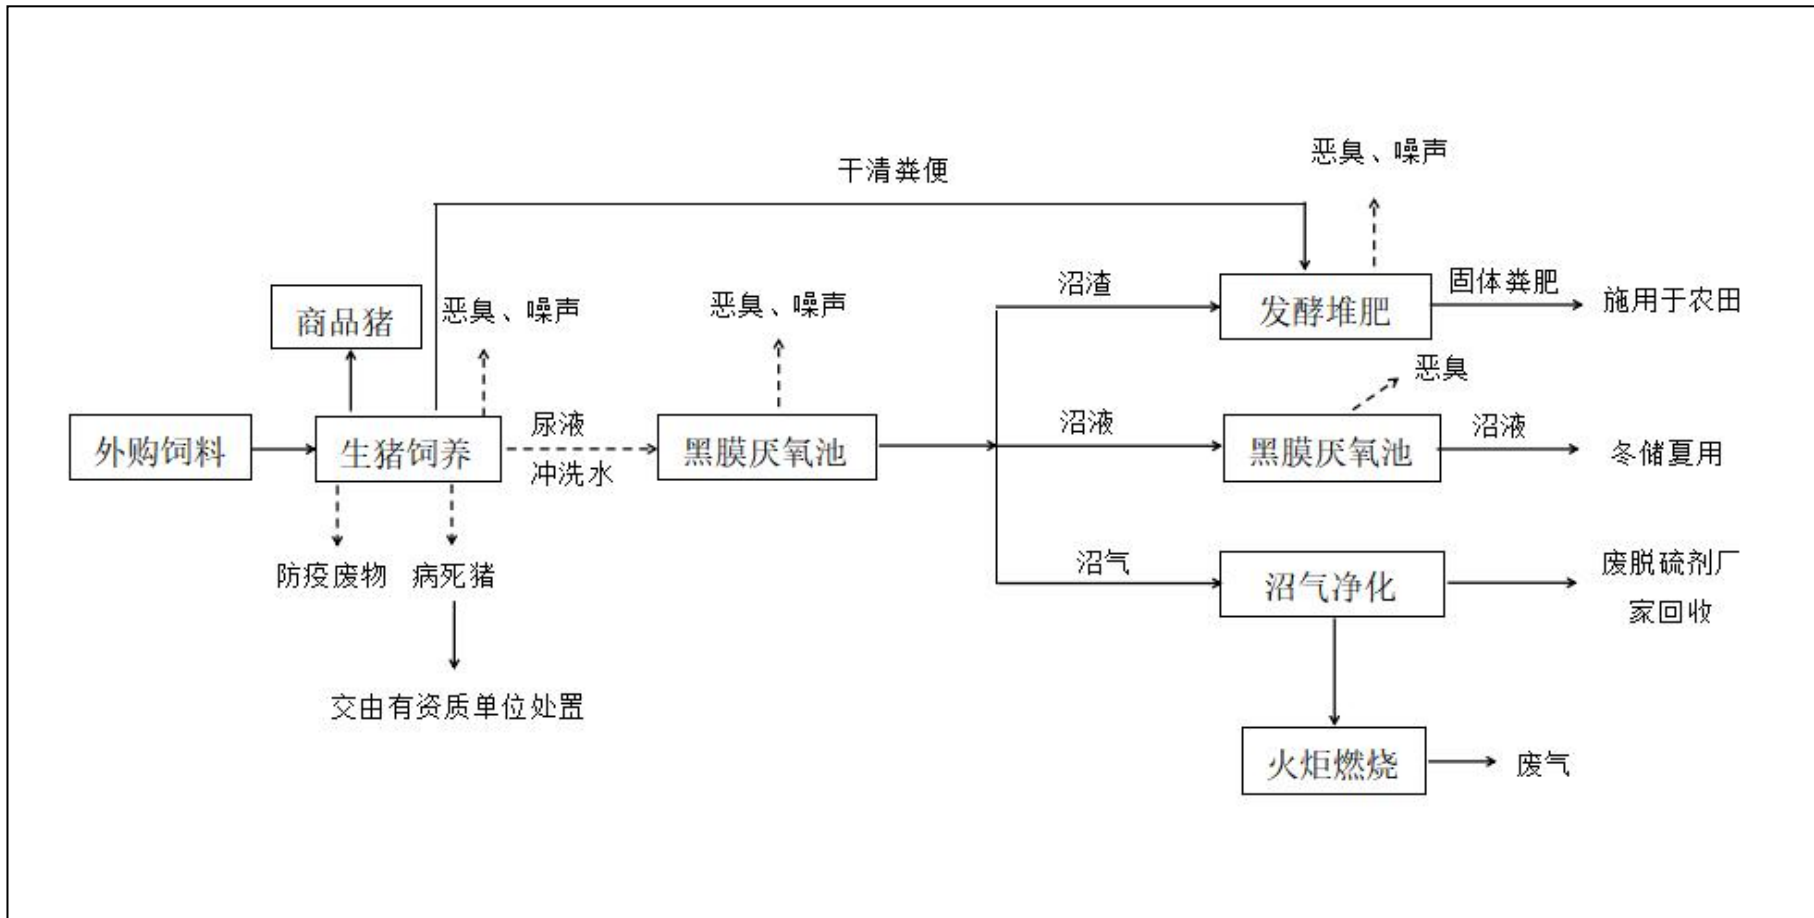 恶臭、噪声
干清粪便
沼渣
固体粪肥
商品猪
恶臭、噪声
恶臭、噪声
发酵堆肥
施用于农田
恶臭
外购饲料
生猪饲养
尿液
冲洗水
黑膜厌氧池
沼液
黑膜厌氧池
沼液
冬储夏用
防疫废物
病死猪
沼气
沼气净化
废脱硫剂厂
家回收
交由有资质单位处置
火炬燃烧
废气